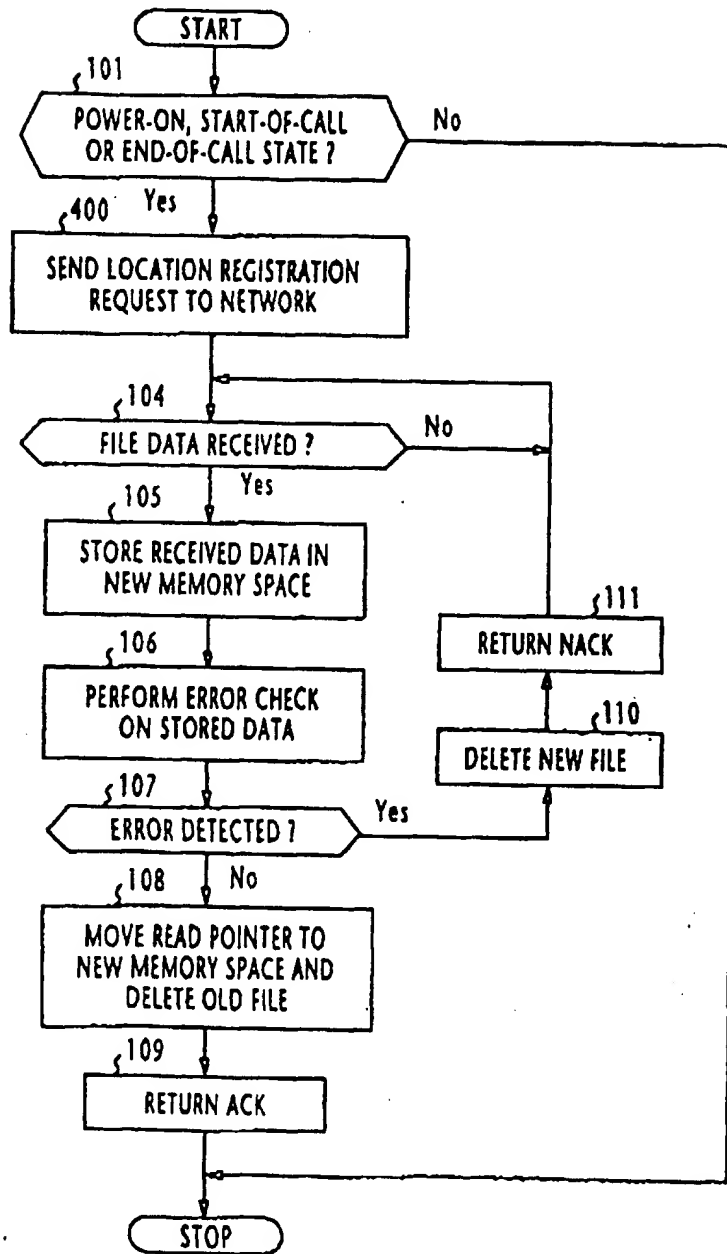 START
101
POWER-ON, START-OF-CALL
OR END-OF-CALL STATE ?
No
Yes
400
SEND LOCATION REGISTRATION
REQUEST TO NETWORK
104
FILE DATA RECEIVED ?
No
Yes
105
STORE RECEIVED DATA IN
NEW MEMORY SPACE
111
RETURN NACK
106
PERFORM ERROR CHECK
ON STORED DATA
110
DELETE NEW FILE
107
ERROR DETECTED ?
Yes
No
108
MOVE READ POINTER TO
NEW MEMORY SPACE AND
DELETE OLD FILE
109
RETURN ACK
STOP